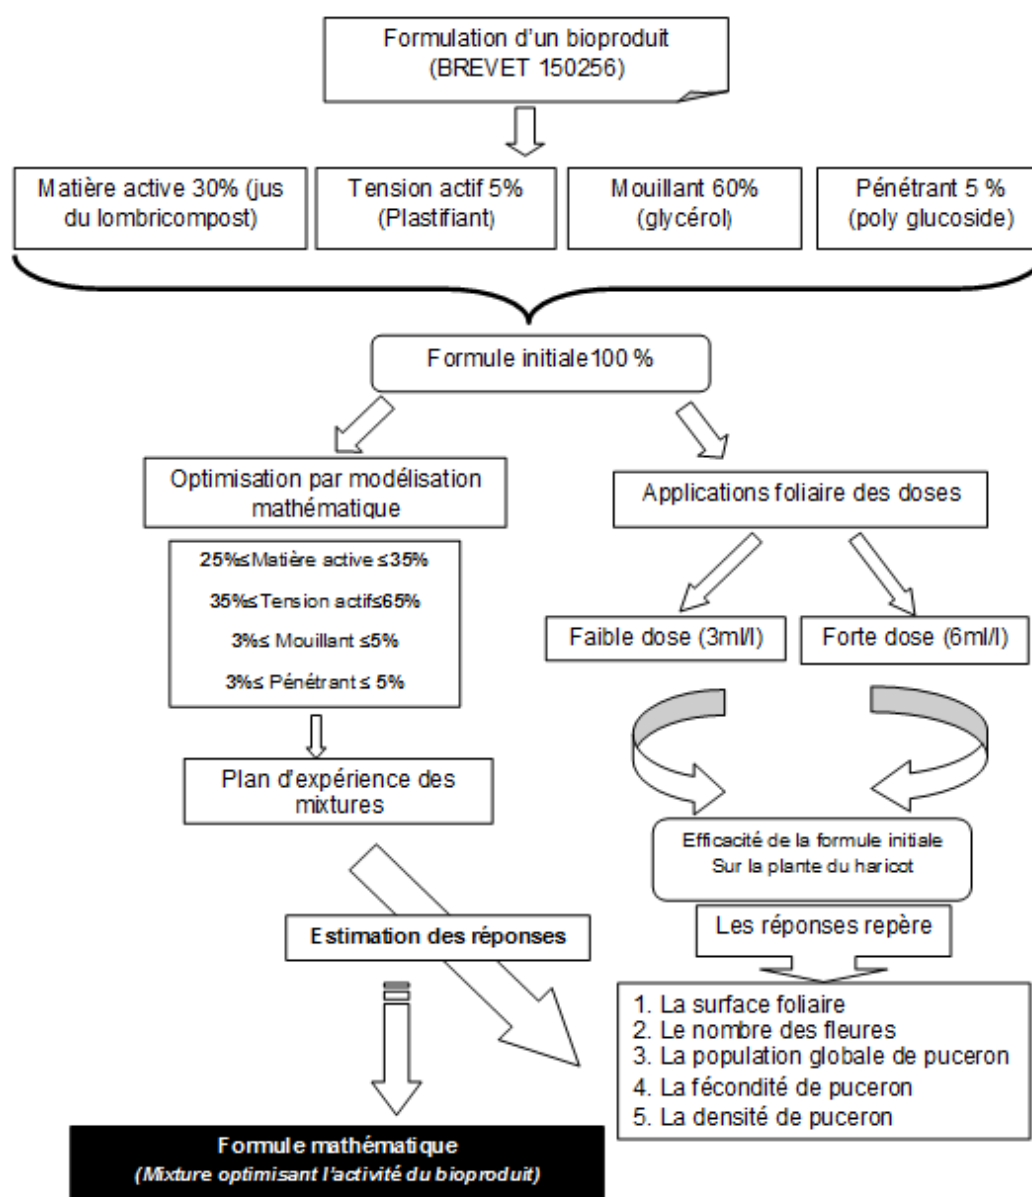 Formulation d'un bioproduit
(BREVET 150256)
Matière active 30% (jus
du lombricompost)
Tension actif 5%
(Plastifiant)
Mouillant 60%
(glycérol)
Pénétrant 5 %
(poly glucoside)
Formule initiale100 %
Optimisation par modélisation
mathématique
Applications foliaire des doses
25%≤Matière active ≤35%
35%≤Tension actif≤65%
3%≤ Mouillant ≤5%
3%≤ Pénétrant ≤ 5%
Faible dose (3ml/l)
Forte dose (6ml/l)
Plan d'expérience des
mixtures
Efficacité de la formule initiale
Sur la plante du haricot
Estimation des réponses
Les réponses repère
1. La surface foliaire
2. Le nombre des fleures
3. La population globale de puceron
4. La fécondité de puceron
5. La densité de puceron
Formule mathématique
(Mixture optimisant l'activité du bioproduit)